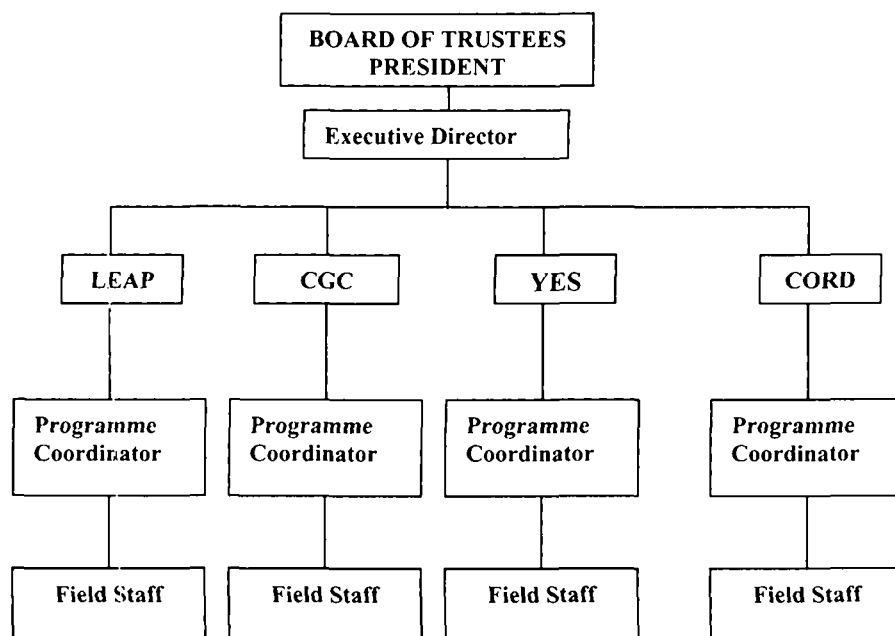 BOARD OF TRUSTEES
PRESIDENT
Executive Director
LEAP
CGC
YES
CORD
Programme
Coordinator
Programme
Coordinator
Programme
Coordinator
Programme
Coordinator
Field Staff
Field Staff
Field Staff
Field Staff